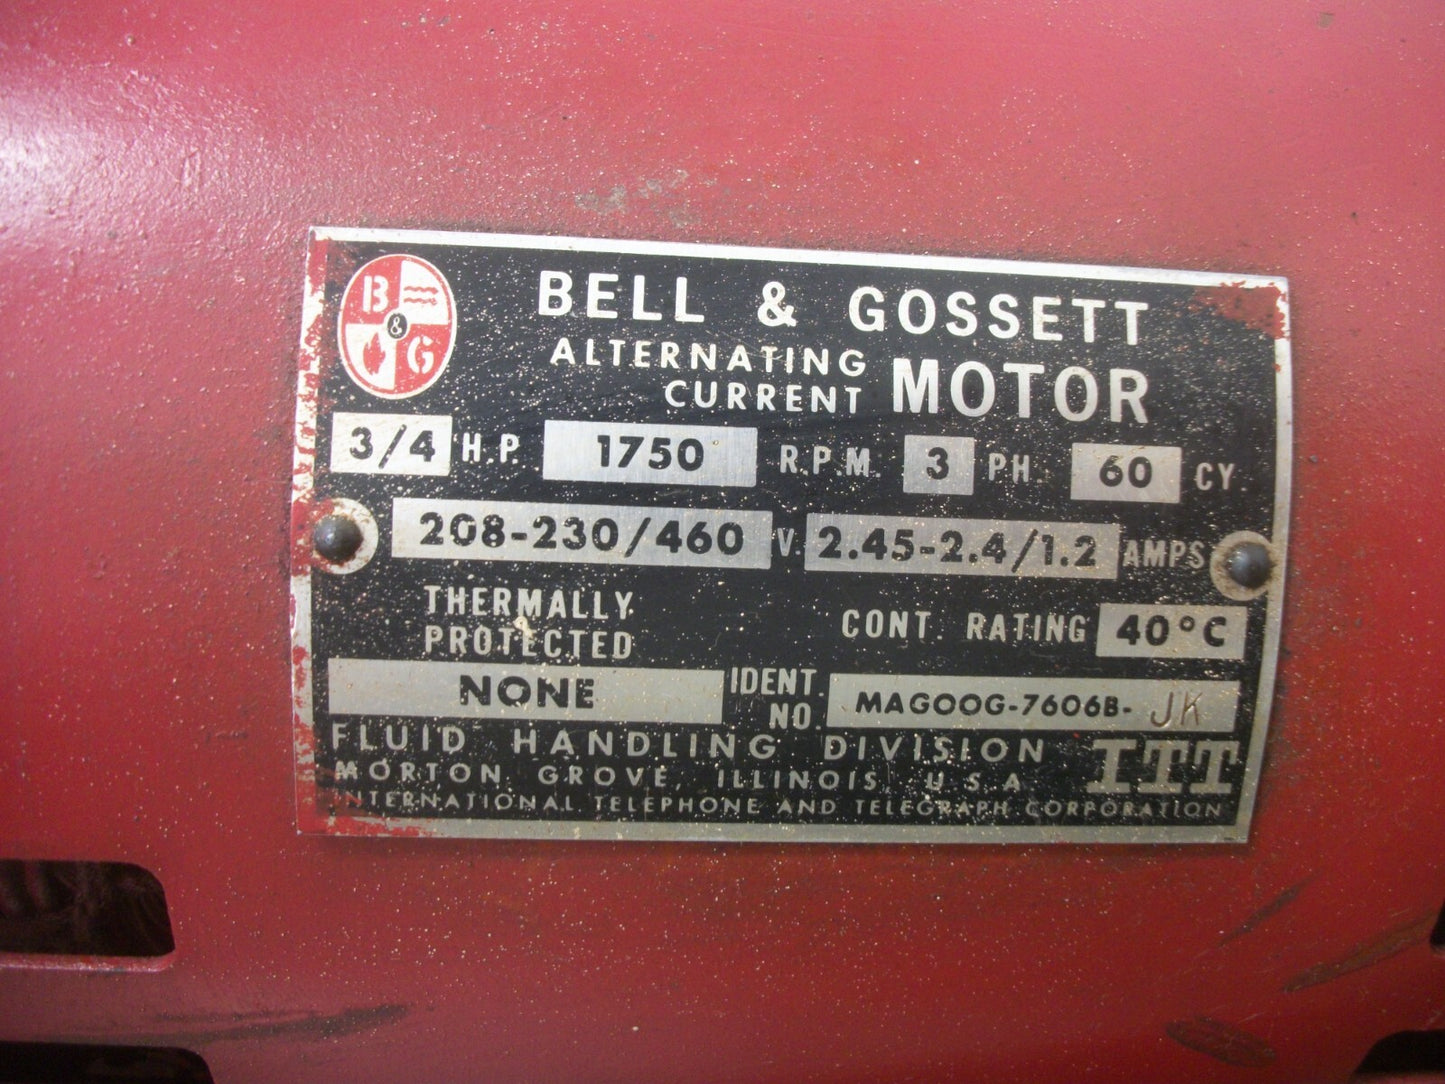 B & G
BELL & GOSSETT
ALTERNATING CURRENT MOTOR
3/4 H.P. 1750 R.P.M. 3 PH. 60 CY.
208-230/460 V. 2.45-2.4/1.2 AMPS
THERMALLY PROTECTED NONE
CONT. RATING 40°C
IDENT. NO. MAG00G-7606B-JK
FLUID HANDLING DIVISION
MORTON GROVE, ILLINOIS, U.S.A.
ITT
INTERNATIONAL TELEPHONE AND TELEGRAPH CORPORATION